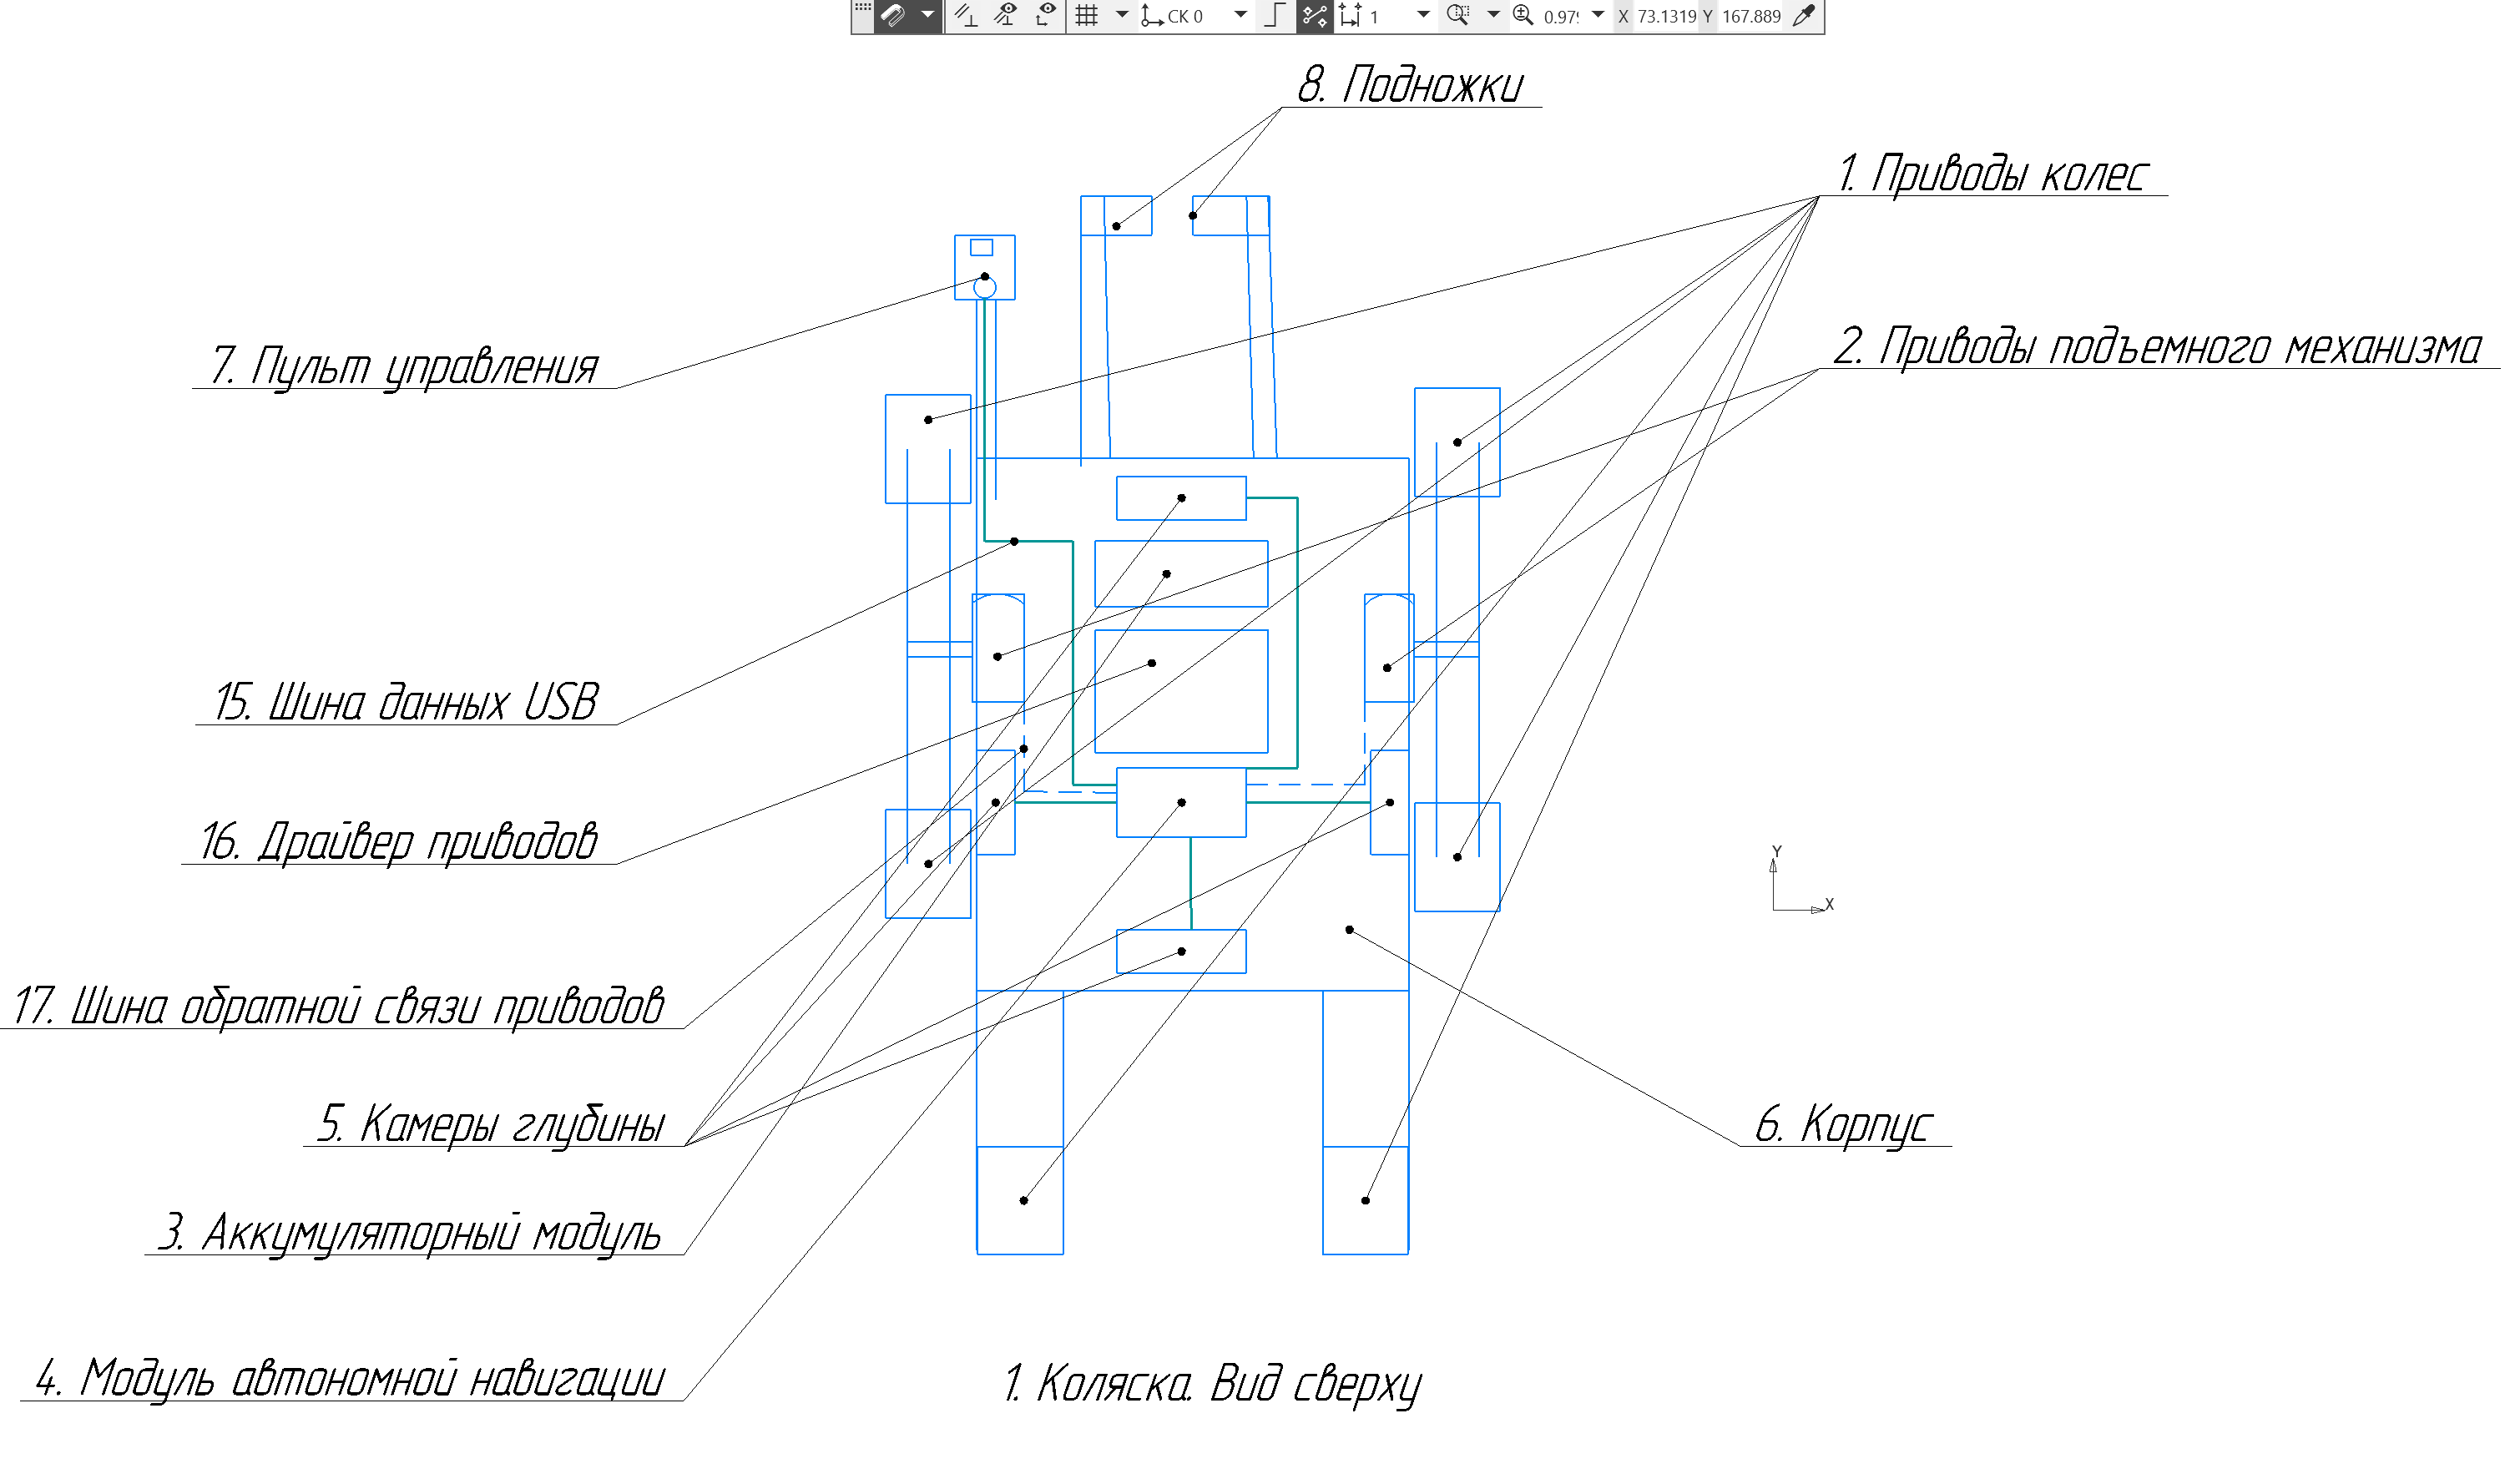 СК 0 1 0.979 X 73.1319 Y 167.889
8. Подножки
1. Приводы колес
2. Приводы подъемного механизма
7. Пульт управления
15. Шина данных USB
16. Драйвер приводов
Y
X
17. Шина обратной связи приводов
5. Камеры глубины
6. Корпус
3. Аккумуляторный модуль
4. Модуль автономной навигации
1. Коляска. Вид сверху